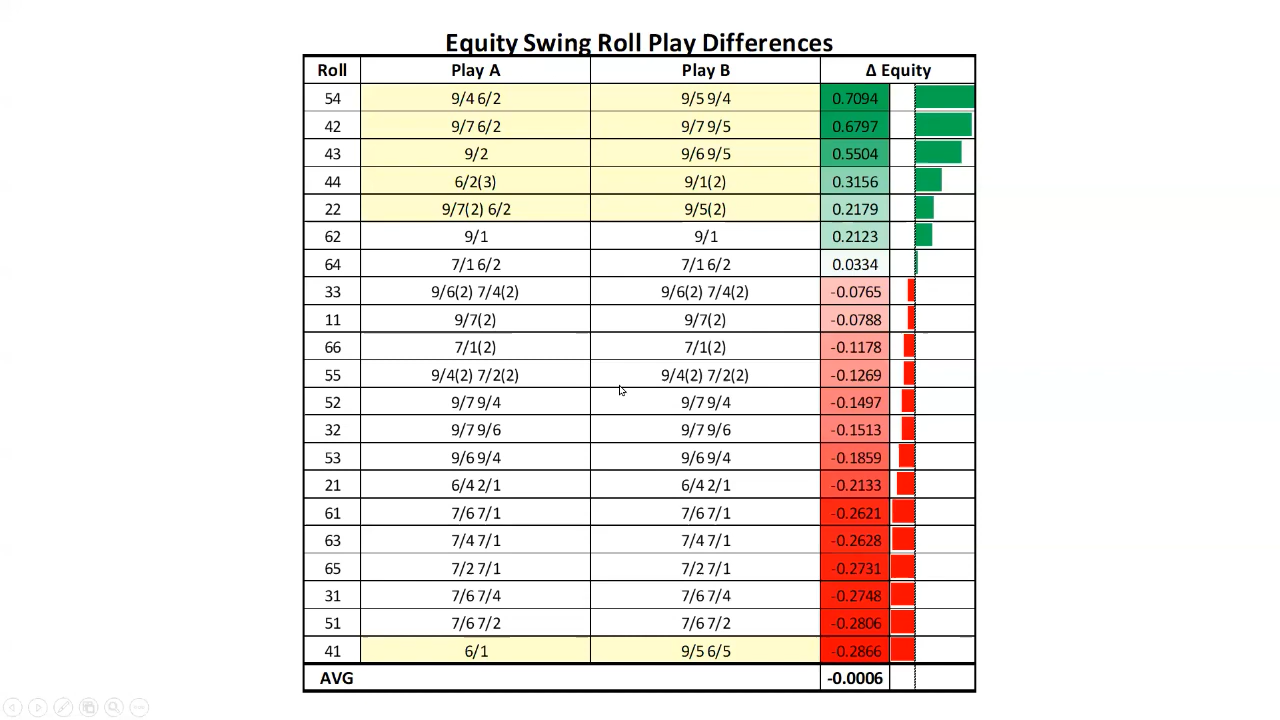 Equity Swing Roll Play Differences
Roll Play A Play B Δ Equity
54 9/4 6/2 9/5 9/4 0.7094
42 9/7 6/2 9/7 9/5 0.6797
43 9/2 9/6 9/5 0.5504
44 6/2(3) 9/1(2) 0.3156
22 9/7(2) 6/2 9/5(2) 0.2179
62 9/1 9/1 0.2123
64 7/1 6/2 7/1 6/2 0.0334
33 9/6(2) 7/4(2) 9/6(2) 7/4(2) -0.0765
11 9/7(2) 9/7(2) -0.0788
66 7/1(2) 7/1(2) -0.1178
55 9/4(2) 7/2(2) 9/4(2) 7/2(2) -0.1269
52 9/7 9/4 9/7 9/4 -0.1497
32 9/7 9/6 9/7 9/6 -0.1513
53 9/6 9/4 9/6 9/4 -0.1859
21 6/4 2/1 6/4 2/1 -0.2133
61 7/6 7/1 7/6 7/1 -0.2621
63 7/4 7/1 7/4 7/1 -0.2628
65 7/2 7/1 7/2 7/1 -0.2731
31 7/6 7/4 7/6 7/4 -0.2748
51 7/6 7/2 7/6 7/2 -0.2806
41 6/1 9/5 6/5 -0.2866
AVG -0.0006